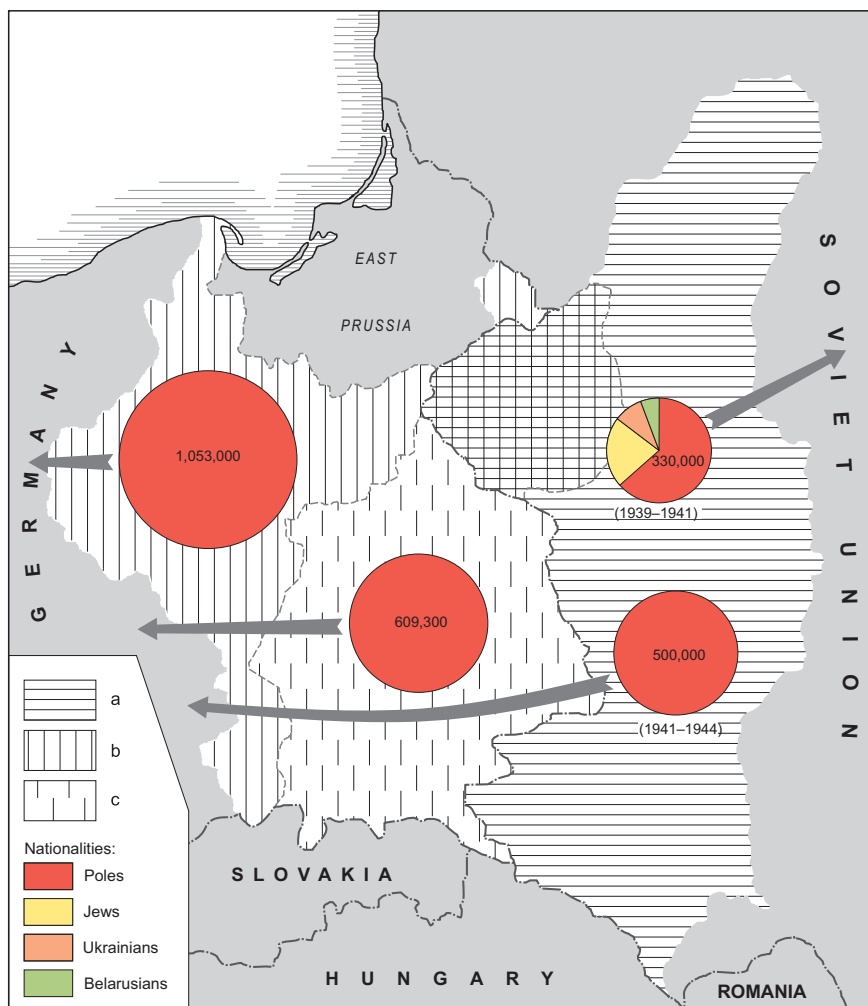 EAST
PRUSSIA
SOVIET UNION
GERMANY
1,053,000
330,000
(1939–1941)
609,300
500,000
(1941–1944)
a
b
c
Nationalities:
Poles
Jews
Ukrainians
Belarusians
SLOVAKIA
HUNGARY
ROMANIA